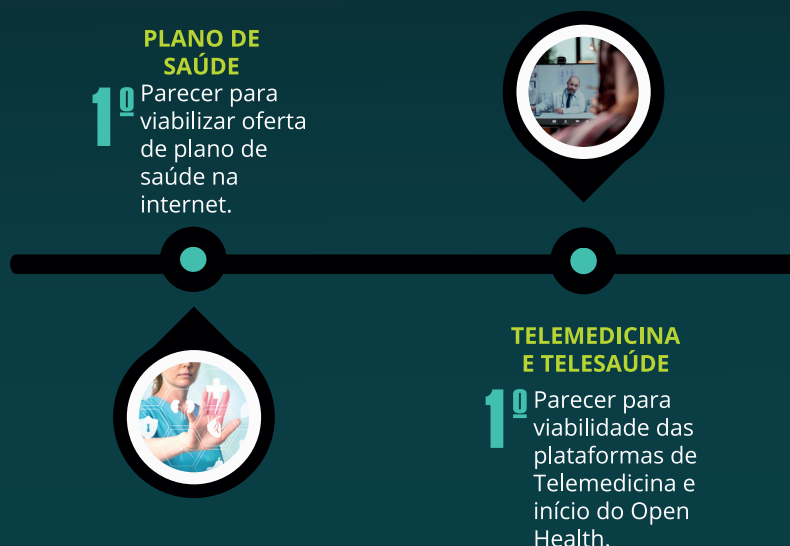 PLANO DE
SAÚDE
1º
Parecer para
viabilizar oferta
de plano de
saúde na
internet.
TELEMEDICINA
E TELESAÚDE
1º
Parecer para
viabilidade das
plataformas de
Telemedicina e
início do Open
Health.